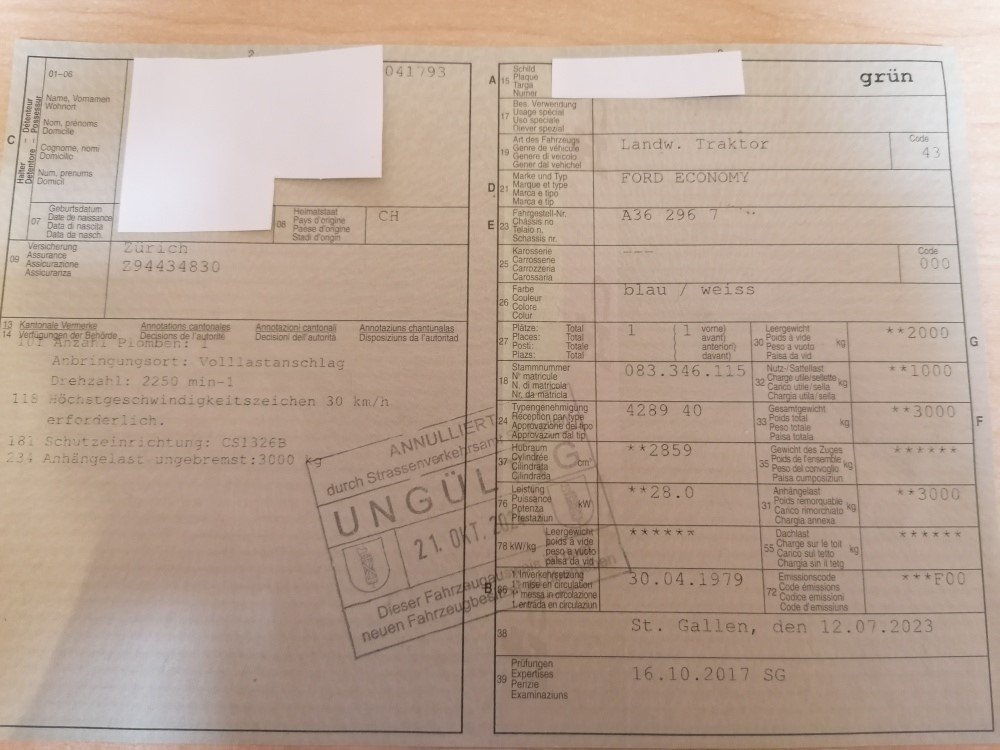 01-06
041793
Name, Vornamen
Wohnort
Nom, prénoms
Domicile
Cognome, nomi
Domicilio
Num, prenums
Domicil
C
Halter – Détenteur
Detentore – Possessur
07
Geburtsdatum
Date de naissance
Data di nascita
Data da nasch.
08
Heimatstaat
Pays d'origine
Paese d'origine
Stadi d'origin
CH
09
Versicherung
Assurance
Assicurazione
Assicuranza
Zürich
Z94434830
13 Kantonale Vermerke Annotations cantonales Annotazioni cantonali Annotaziuns chantunalas
14 Verfügungen der Behörde Décisions de l'autorité Decisioni dell'autorità Disposiziuns da l'autoritad
Anzahl Plomben: 1
Anbringungsort: Volllastanschlag
Drehzahl: 2250 min-1
118 Höchstgeschwindigkeitszeichen 30 km/h
erforderlich.
181 Schutzeinrichtung: CS1326B
234 Anhängelast ungebremst:3000 kg
ANNULLIERT
durch Strassenverkehrsamt
UNGÜL G
21. OKT. 202
Dieser Fahrzeugau
neuen Fahrzeugbesi
A 15
Schild
Plaque
Targa
Numer
grün
17
Bes. Verwendung
Usage spécial
Uso speciale
Diever spezial
19
Art des Fahrzeugs
Genre de véhicule
Genere di veicolo
Gener dal vehichel
Landw. Traktor
Code
43
D 21
Marke und Typ
Marque et type
Marca e tipo
Marca e tip
FORD ECONOMY
E 23
Fahrgestell-Nr.
Châssis no
Telaio n.
Schassis nr.
A36 296 7
25
Karosserie
Carrosserie
Carrozzeria
Carossaria
---
Code
000
26
Farbe
Couleur
Colore
Colur
blau / weiss
27
Plätze: Total
Places: Total
Posti: Totale
Plazs: Total
1 ( 1 vorne)
avant)
anteriori)
davant)
30
Leergewicht
Poids à vide
Peso a vuoto
Paisa da vid
kg
**2000
G
18
Stammnummer
N° matricule
N. di matricola
Nr. da matricla
083.346.115
32
Nutz-/Sattellast
Charge utile/sellette
Carico utile/sella
Chargia utila/sella
kg
**1000
24
Typengenehmigung
Réception par type
Approvazione del tipo
Approvaziun dal tip
4289 40
33
Gesamtgewicht
Poids total
Peso totale
Paisa totala
kg
**3000
F
37
Hubraum
Cylindrée
Cilindrata
Cilindrada
cm³
**2859
35
Gewicht des Zuges
Poids de l'ensemble
Peso del convoglio
Paisa cumposiziun
kg
******
76
Leistung
Puissance
Potenza
Prestaziun
kW
**28.0
31
Anhängelast
Poids remorquable
Carico rimorchiato
Chargia annexa
kg
**3000
78 kW/kg
Leergewicht
poids à vide
peso a vuoto
paisa da vid
******
55
Dachlast
Charge sur le toit
Carico sul tetto
Chargia sin il tetg
kg
******
B 36
1. Inverkehrsetzung
1re mise en circulation
1a messa in circolazione
1. entrada en circulaziun
30.04.1979
72
Emissionscode
Code émissions
Codice emissioni
Code d'emissiuns
***F00
38
St. Gallen, den 12.07.2023
39
Prüfungen
Expertises
Perizie
Examinaziuns
16.10.2017 SG